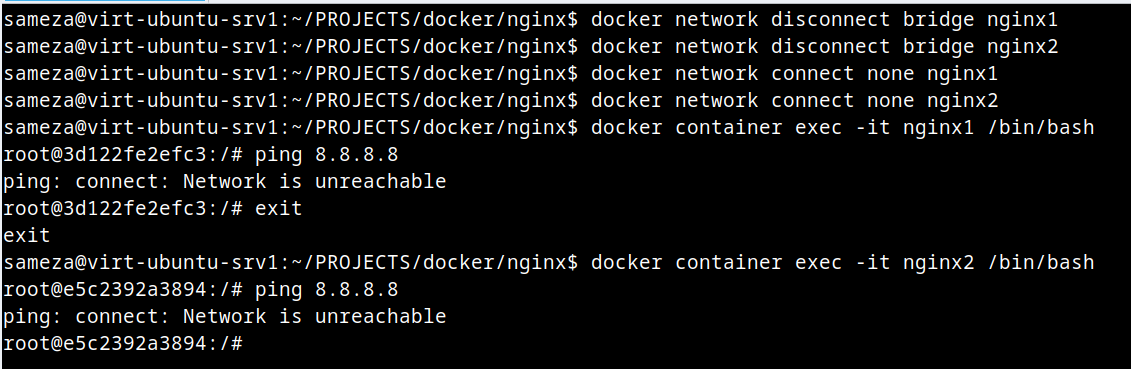 sameza@virt-ubuntu-srv1:~/PROJECTS/docker/nginx$ docker network disconnect bridge nginx1
sameza@virt-ubuntu-srv1:~/PROJECTS/docker/nginx$ docker network disconnect bridge nginx2
sameza@virt-ubuntu-srv1:~/PROJECTS/docker/nginx$ docker network connect none nginx1
sameza@virt-ubuntu-srv1:~/PROJECTS/docker/nginx$ docker network connect none nginx2
sameza@virt-ubuntu-srv1:~/PROJECTS/docker/nginx$ docker container exec -it nginx1 /bin/bash
root@3d122fe2efc3:/# ping 8.8.8.8
ping: connect: Network is unreachable
root@3d122fe2efc3:/# exit
exit
sameza@virt-ubuntu-srv1:~/PROJECTS/docker/nginx$ docker container exec -it nginx2 /bin/bash
root@e5c2392a3894:/# ping 8.8.8.8
ping: connect: Network is unreachable
root@e5c2392a3894:/#